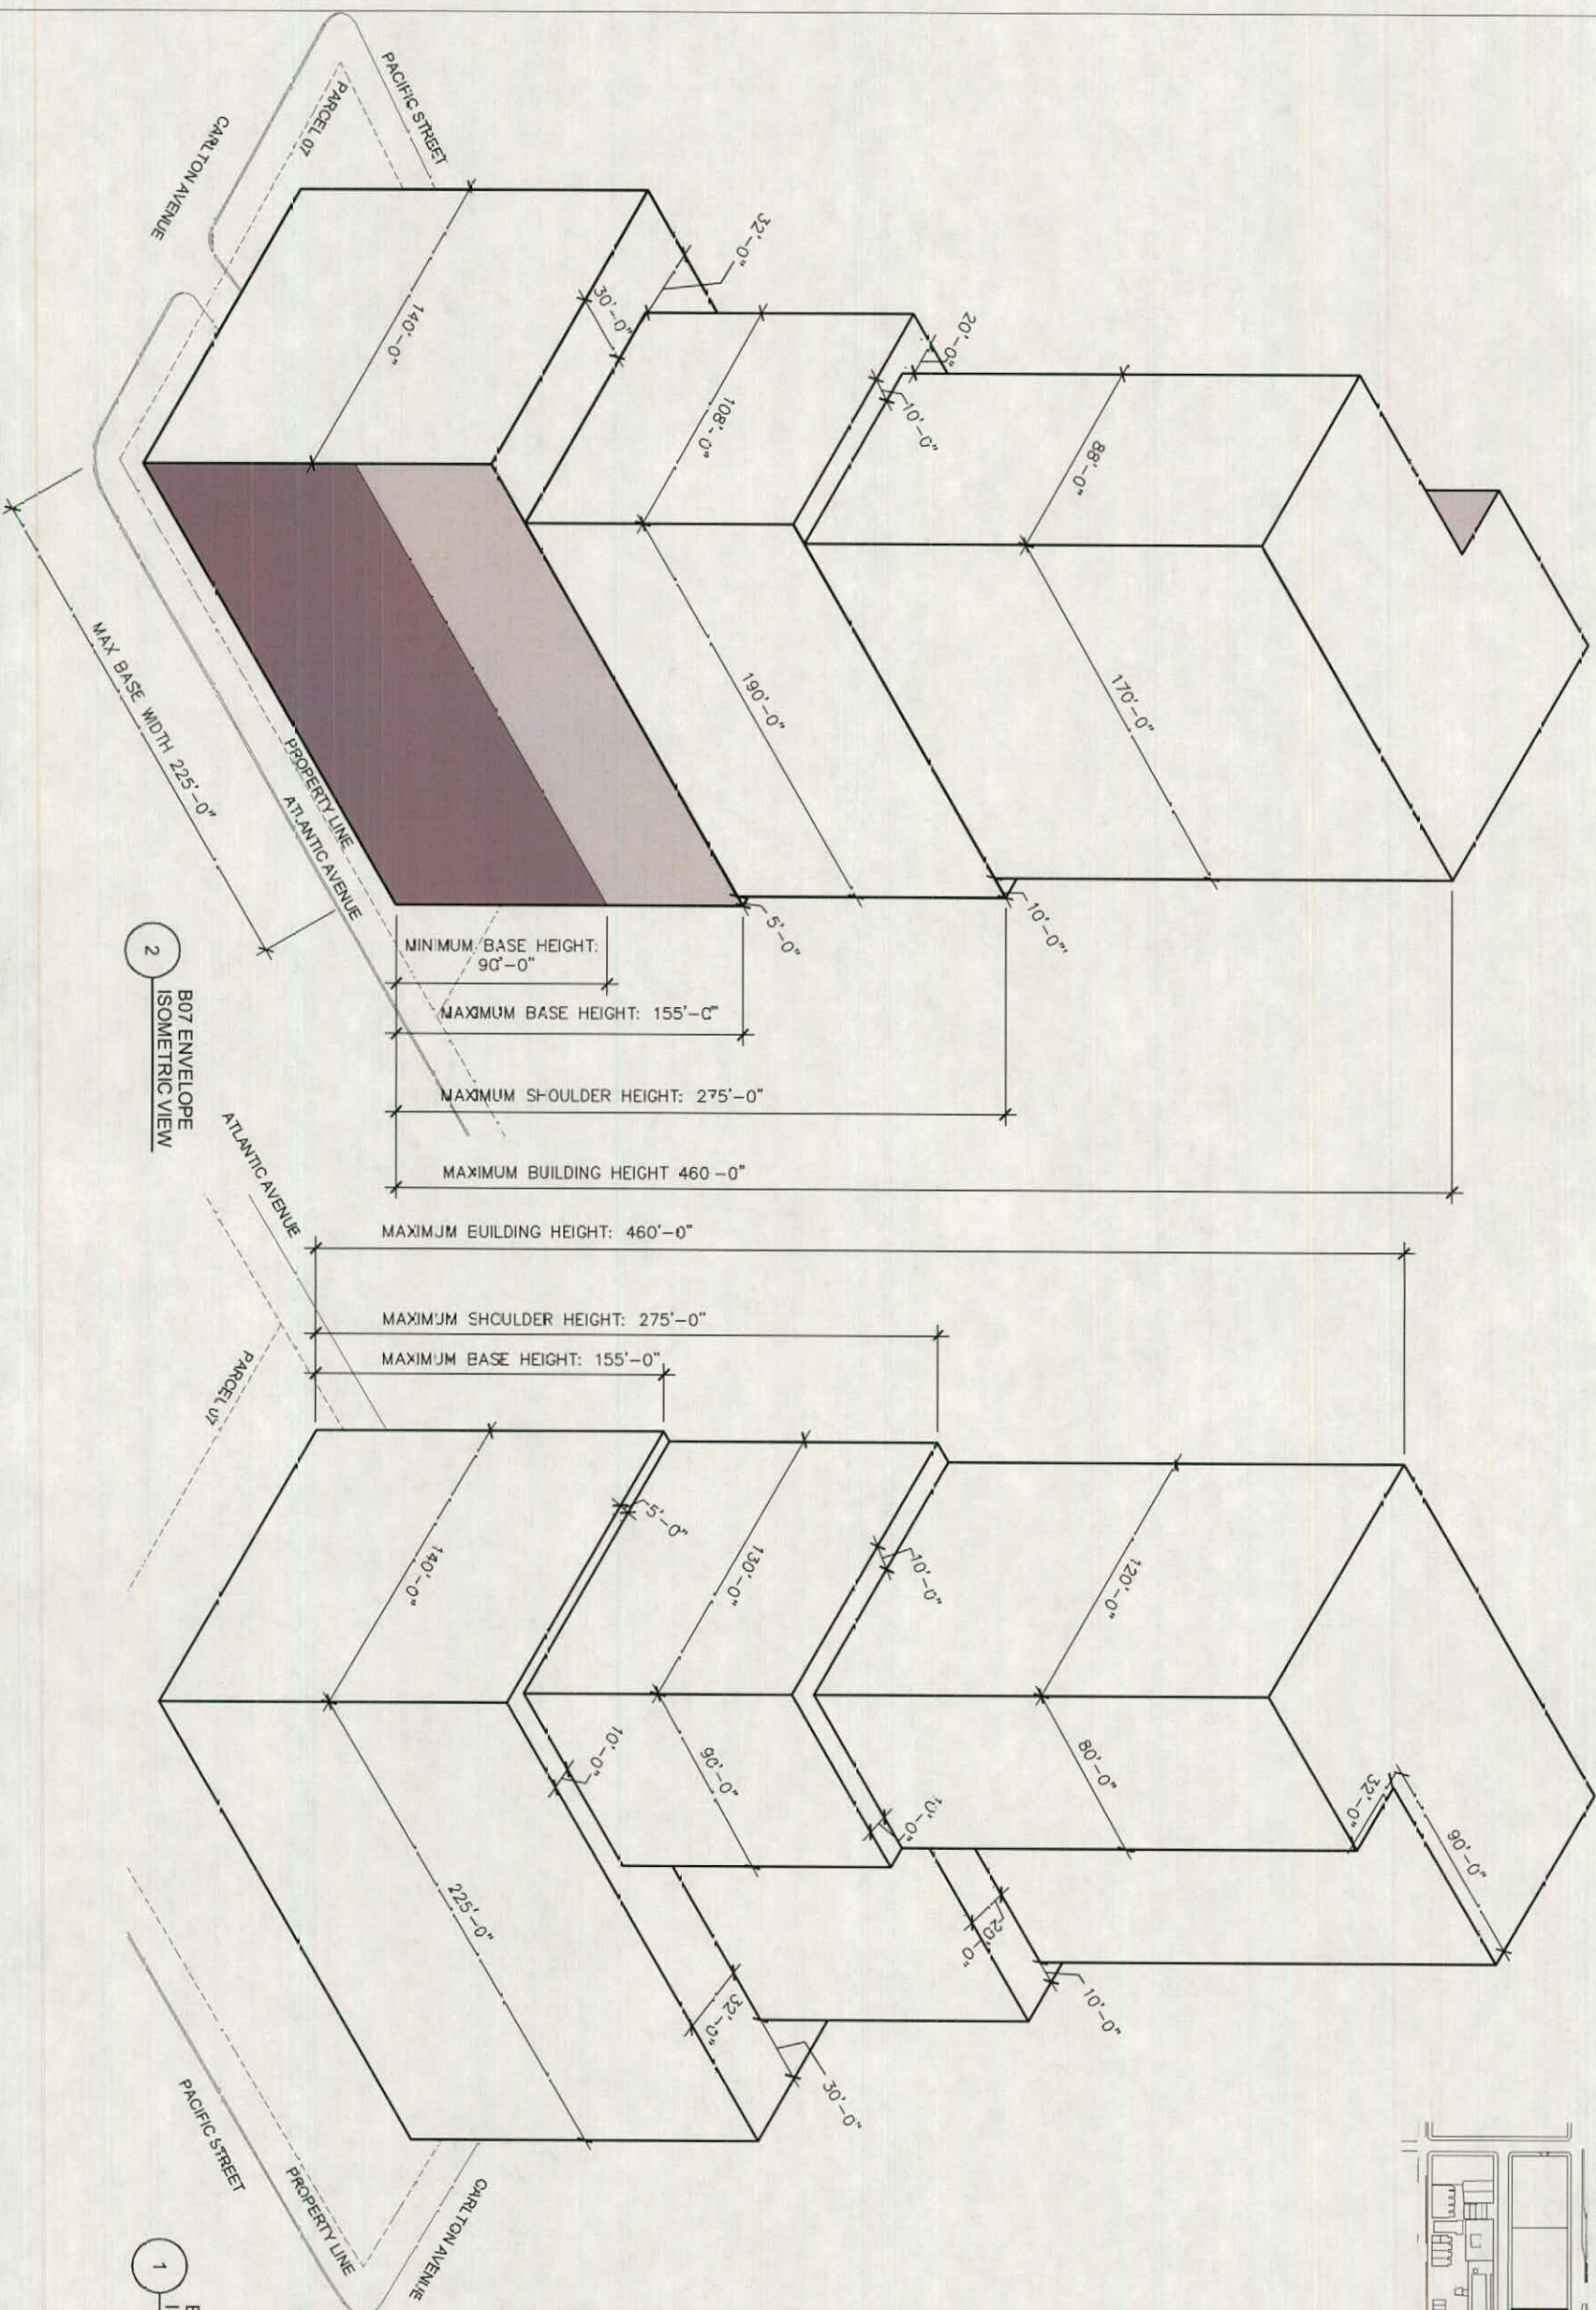 PACIFIC STREET
PARCEL 07
CARLTON AVENUE
32'-0"
30'-0"
140'-0"
20'-0"
10'-0"
108'-0"
88'-0"
190'-0"
170'-0"
MAX BASE WIDTH 225'-0"
PROPERTY LINE
ATLANTIC AVENUE
5'-0"
10'-0"
MINIMUM BASE HEIGHT:
90'-0"
MAXIMUM BASE HEIGHT: 155'-0"
MAXIMUM SHOULDER HEIGHT: 275'-0"
MAXIMUM BUILDING HEIGHT 460-0"
2
B07 ENVELOPE
ISOMETRIC VIEW
ATLANTIC AVENUE
MAXIMUM BUILDING HEIGHT: 460'-0"
MAXIMUM SHOULDER HEIGHT: 275'-0"
MAXIMUM BASE HEIGHT: 155'-0"
PARCEL 07
140'-0"
5'-0"
130'-0"
10'-0"
120'-0"
10'-0"
90'-0"
10'-0"
80'-0"
32'-0"
90'-0"
225'-0"
20'-0"
32'-0"
10'-0"
30'-0"
PACIFIC STREET
PROPERTY LINE
CARLTON AVENUE
1